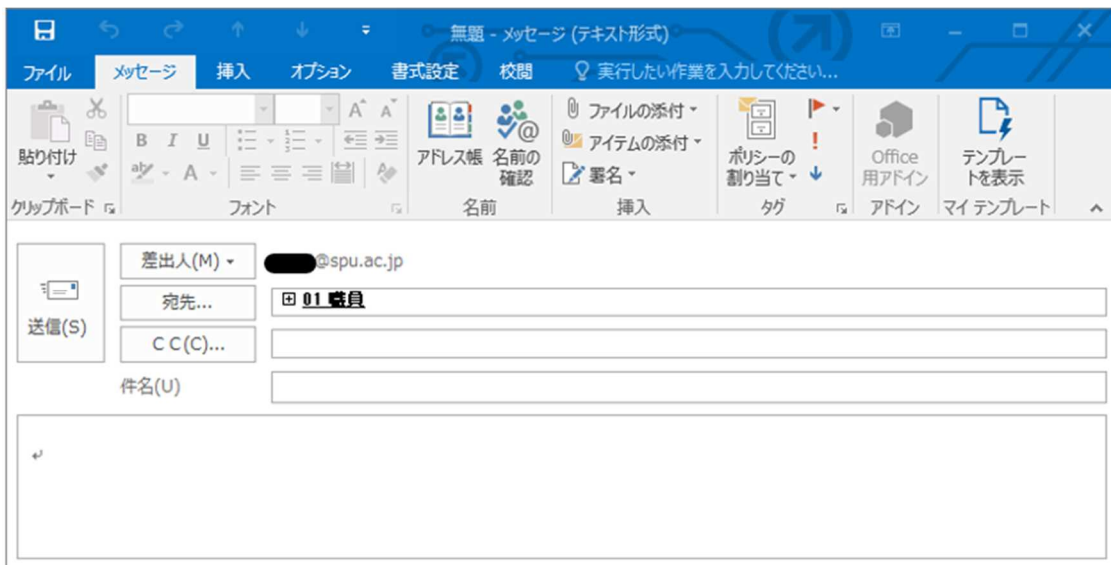 無題 - メッセージ (テキスト形式)
ファイル メッセージ 挿入 オプション 書式設定 校閲 実行したい作業を入力してください...
貼り付け
B I U
A A
aby A
アドレス帳
名前の
確認
ファイルの添付
アイテムの添付
署名
ポリシーの
割り当て
Office
用アドイン
テンプレー
トを表示
クリップボード フォント 名前 挿入 タグ アドイン マイ テンプレート
送信(S)
差出人(M) @spu.ac.jp
宛先... 01 職員
C C(C)...
件名(U)